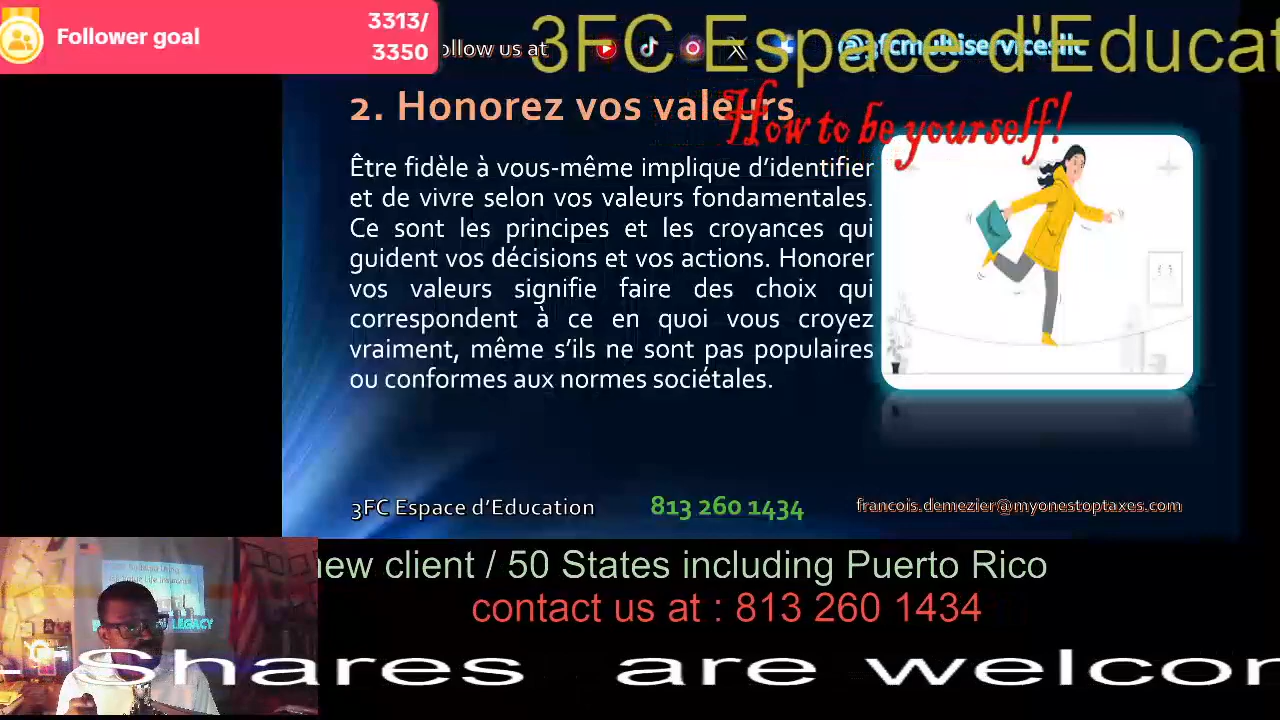 Follower goal
3313/
3350
ollow us at
@3fcmultiservicesllc
3FC Espace d'Educat
2. Honorez vos valeurs
How to be yourself!
Être fidèle à vous-même implique d’identifier
et de vivre selon vos valeurs fondamentales.
Ce sont les principes et les croyances qui
guident vos décisions et vos actions. Honorer
vos valeurs signifie faire des choix qui
correspondent à ce en quoi vous croyez
vraiment, même s’ils ne sont pas populaires
ou conformes aux normes sociétales.
3FC Espace d’Education
813 260 1434
francois.demezier@myonestoptaxes.com
new client / 50 States including Puerto Rico
contact us at : 813 260 1434
LEGACY
Shares are welcom